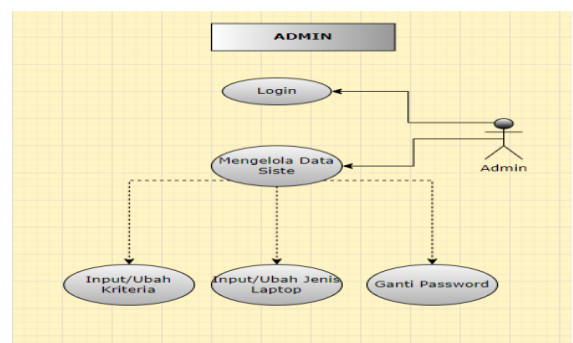 ADMIN
Login
Admin
Mengelola Data
Siste
Input/Ubah
Kriteria
Input/Ubah Jenis
Laptop
Ganti Password